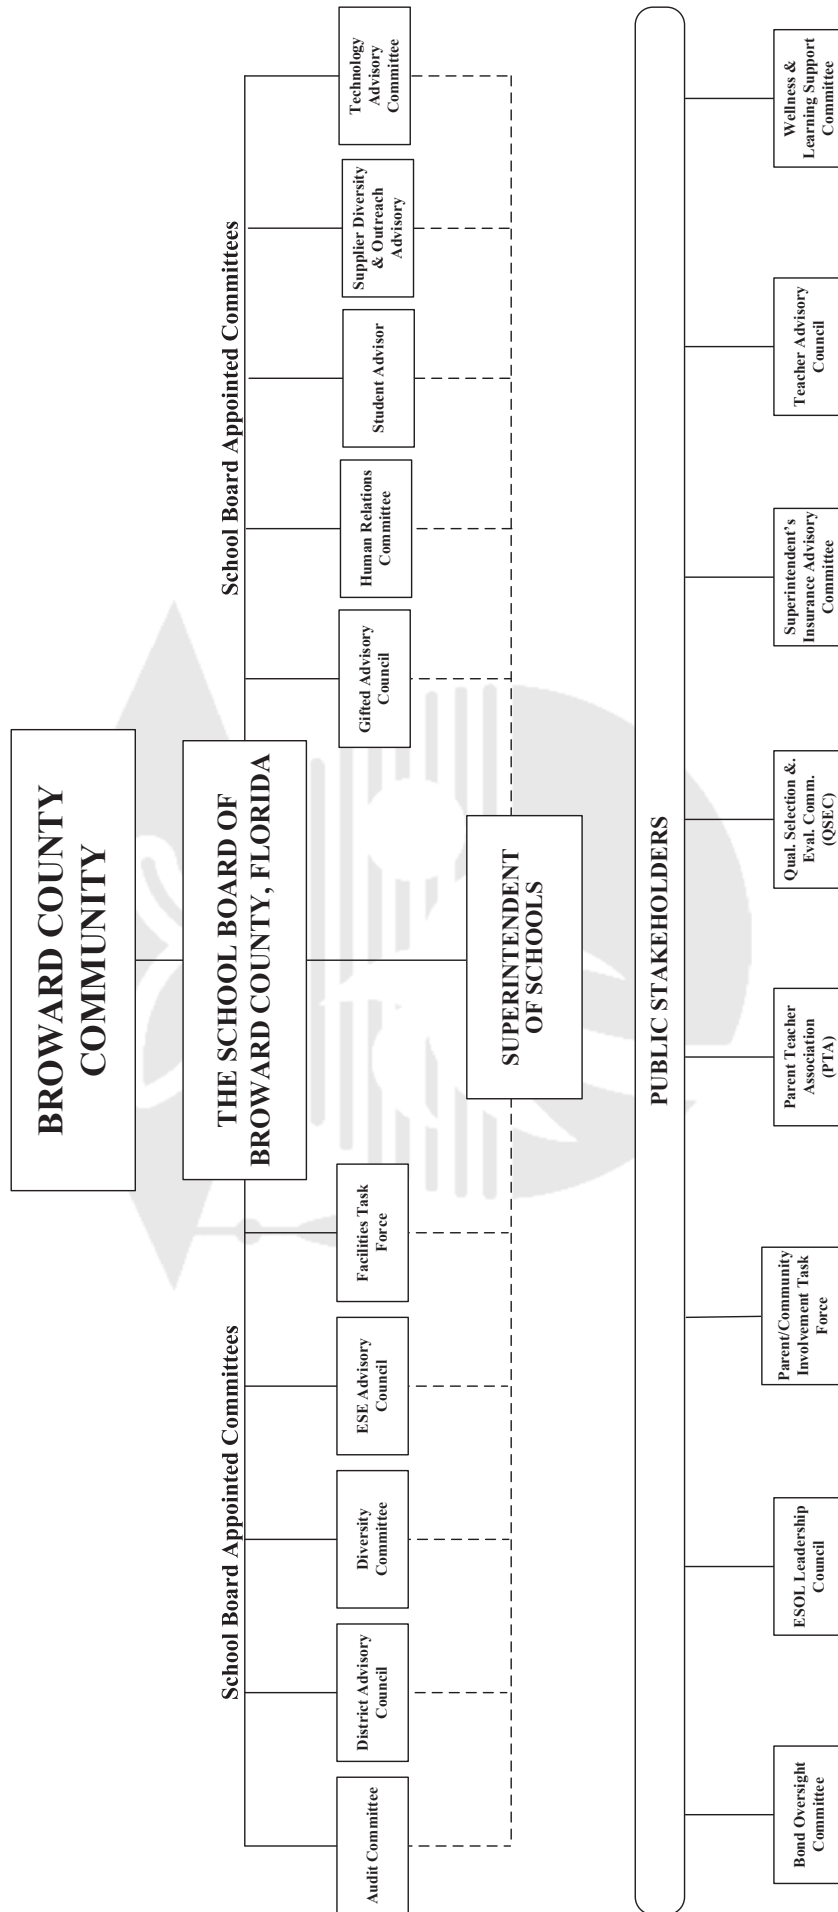 BROWARD COUNTY
COMMUNITY
THE SCHOOL BOARD OF
BROWARD COUNTY, FLORIDA
School Board Appointed Committees
School Board Appointed Committees
Audit Committee
District Advisory
Council
Diversity
Committee
ESE Advisory
Council
Facilities Task
Force
Gifted Advisory
Council
Human Relations
Committee
Student Advisor
Supplier Diversity
& Outreach
Advisory
Technology
Advisory
Committee
SUPERINTENDENT
OF SCHOOLS
PUBLIC STAKEHOLDERS
Bond Oversight
Committee
ESOL Leadership
Council
Parent/Community
Involvement Task
Force
Parent Teacher
Association
(PTA)
Qual. Selection &.
Eval. Comm.
(QSEC)
Superintendent’s
Insurance Advisory
Committee
Teacher Advisory
Council
Wellness &
Learning Support
Committee